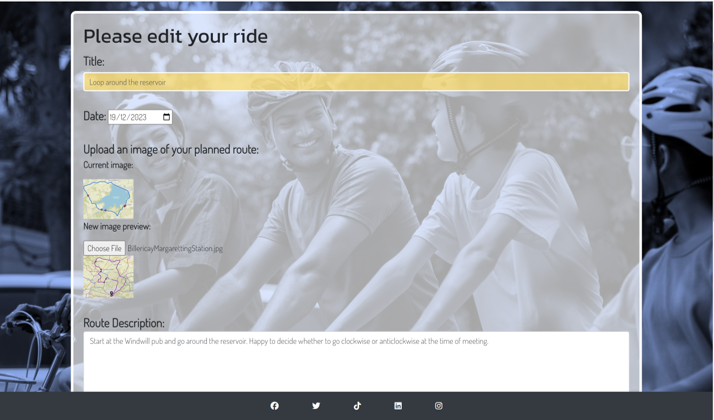 Please edit your ride
Title:
Loop around the reservoir
Date: 19/12/2023
Upload an image of your planned route:
Current image:
New image preview:
Choose File BillericayMargarettingStation.jpg
Route Description:
Start at the Windwill pub and go around the reservoir. Happy to decide whether to go clockwise or anticlockwise at the time of meeting.